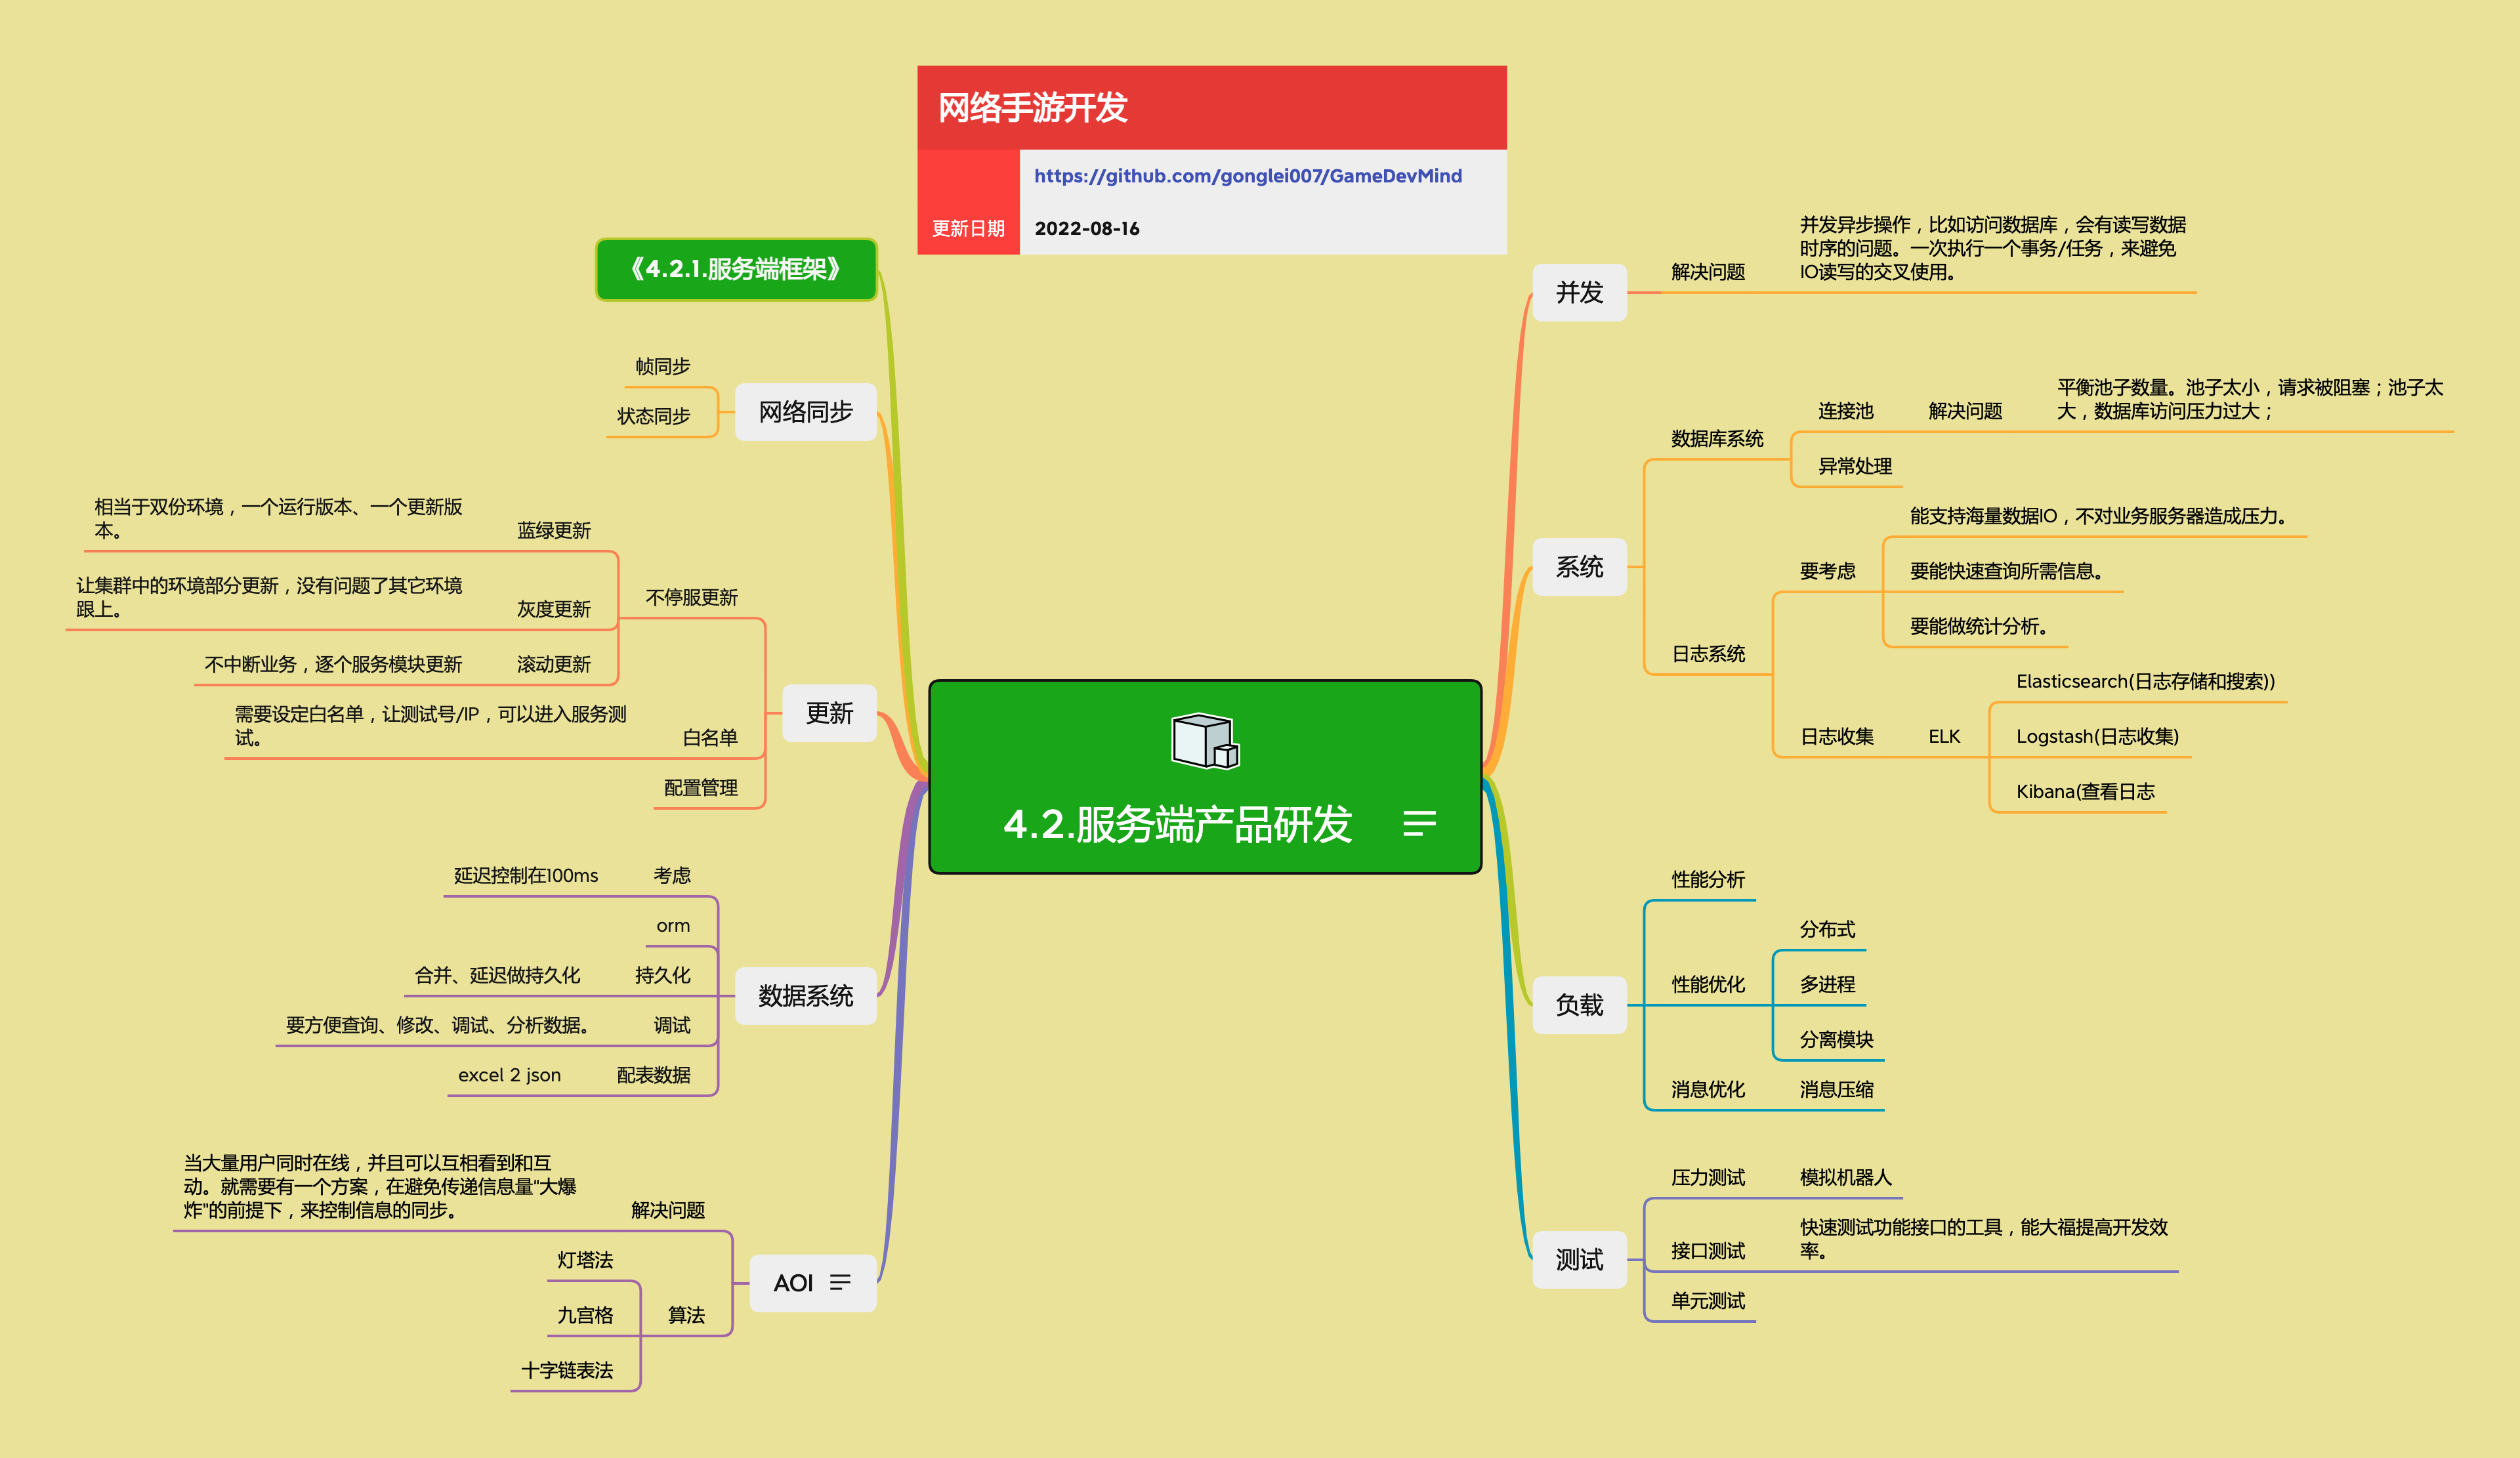 网络手游开发
https://github.com/gonglei007/GameDevMind
更新日期
2022-08-16
4.2.服务端产品研发
《4.2.1.服务端框架》
网络同步
帧同步
状态同步
更新
不停服更新
蓝绿更新
相当于双份环境，一个运行版本、一个更新版
本。
灰度更新
让集群中的环境部分更新，没有问题了其它环境
跟上。
滚动更新
不中断业务，逐个服务模块更新
白名单
需要设定白名单，让测试号/IP，可以进入服务测
试。
配置管理
数据系统
考虑
延迟控制在100ms
orm
持久化
合并、延迟做持久化
调试
要方便查询、修改、调试、分析数据。
配表数据
excel 2 json
AOI
解决问题
当大量用户同时在线，并且可以互相看到和互
动。就需要有一个方案，在避免传递信息量"大爆
炸"的前提下，来控制信息的同步。
算法
灯塔法
九宫格
十字链表法
并发
解决问题
并发异步操作，比如访问数据库，会有读写数据
时序的问题。一次执行一个事务/任务，来避免
IO读写的交叉使用。
系统
数据库系统
连接池
解决问题
平衡池子数量。池子太小，请求被阻塞；池子太
大，数据库访问压力过大；
异常处理
日志系统
要考虑
能支持海量数据IO，不对业务服务器造成压力。
要能快速查询所需信息。
要能做统计分析。
日志收集
ELK
Elasticsearch(日志存储和搜索))
Logstash(日志收集)
Kibana(查看日志
负载
性能分析
性能优化
分布式
多进程
分离模块
消息优化
消息压缩
测试
压力测试
模拟机器人
接口测试
快速测试功能接口的工具，能大福提高开发效
率。
单元测试